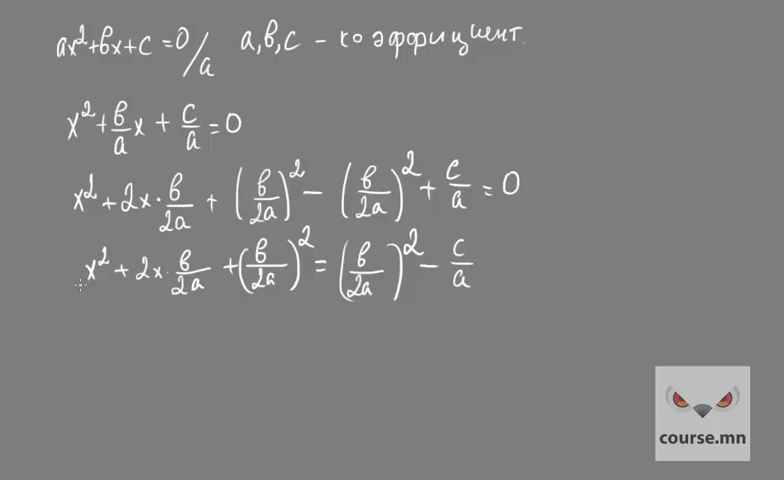 ax²+вx+c=0/a a,в,c – коэффициент.
x²+в/a x + c/a = 0
x²+2x·в/2a + (в/2a)² – (в/2a)² + c/a = 0
x²+2x·в/2a + (в/2a)² = (в/2a)² – c/a
course.mn